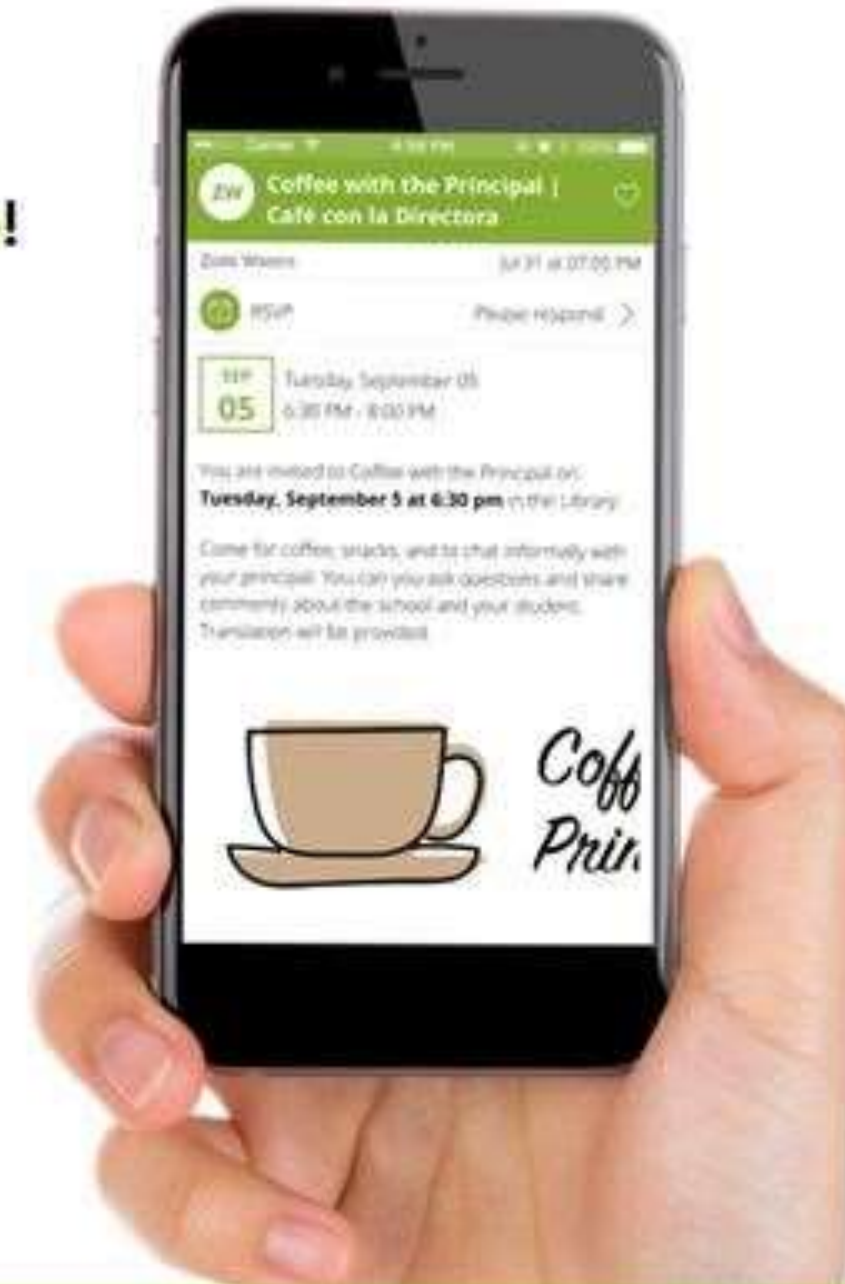 !
ZW
Coffee with the Principal |
Café con la Directora
Jul 31 at 07:00 PM
RSVP
Please respond
SEP
05
Tuesday, September 05
6:30 PM - 8:00 PM
You are invited to Coffee with the Principal on
Tuesday, September 5 at 6:30 pm in the Library.
Come for coffee, snacks, and to chat informally with
your principal. You can you ask questions and share
comments about the school and your student.
Translation will be provided.
Coff
Prin